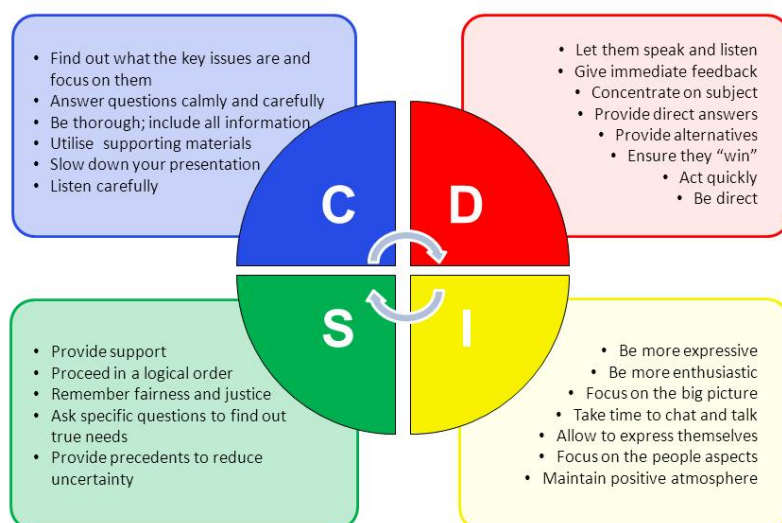 • Find out what the key issues are and
focus on them
• Answer questions calmly and carefully
• Be thorough; include all information
• Utilise supporting materials
• Slow down your presentation
• Listen carefully
• Let them speak and listen
• Give immediate feedback
• Concentrate on subject
• Provide direct answers
• Provide alternatives
• Ensure they “win”
• Act quickly
• Be direct
C
D
S
I
• Provide support
• Proceed in a logical order
• Remember fairness and justice
• Ask specific questions to find out
true needs
• Provide precedents to reduce
uncertainty
• Be more expressive
• Be more enthusiastic
• Focus on the big picture
• Take time to chat and talk
• Allow to express themselves
• Focus on the people aspects
• Maintain positive atmosphere